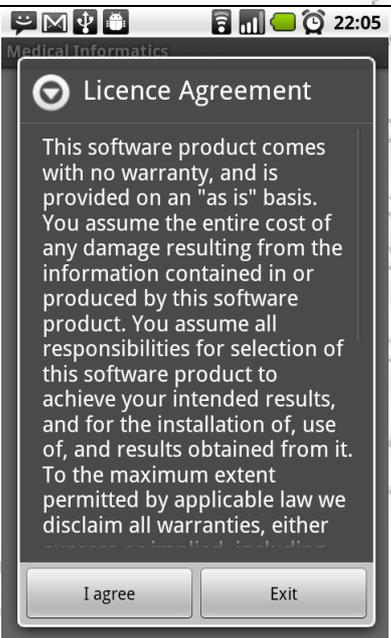 22:05
Medical Informatics
Licence Agreement
This software product comes
with no warranty, and is
provided on an "as is" basis.
You assume the entire cost of
any damage resulting from the
information contained in or
produced by this software
product. You assume all
responsibilities for selection of
this software product to
achieve your intended results,
and for the installation of, use
of, and results obtained from it.
To the maximum extent
permitted by applicable law we
disclaim all warranties, either
express or implied, including
I agree
Exit